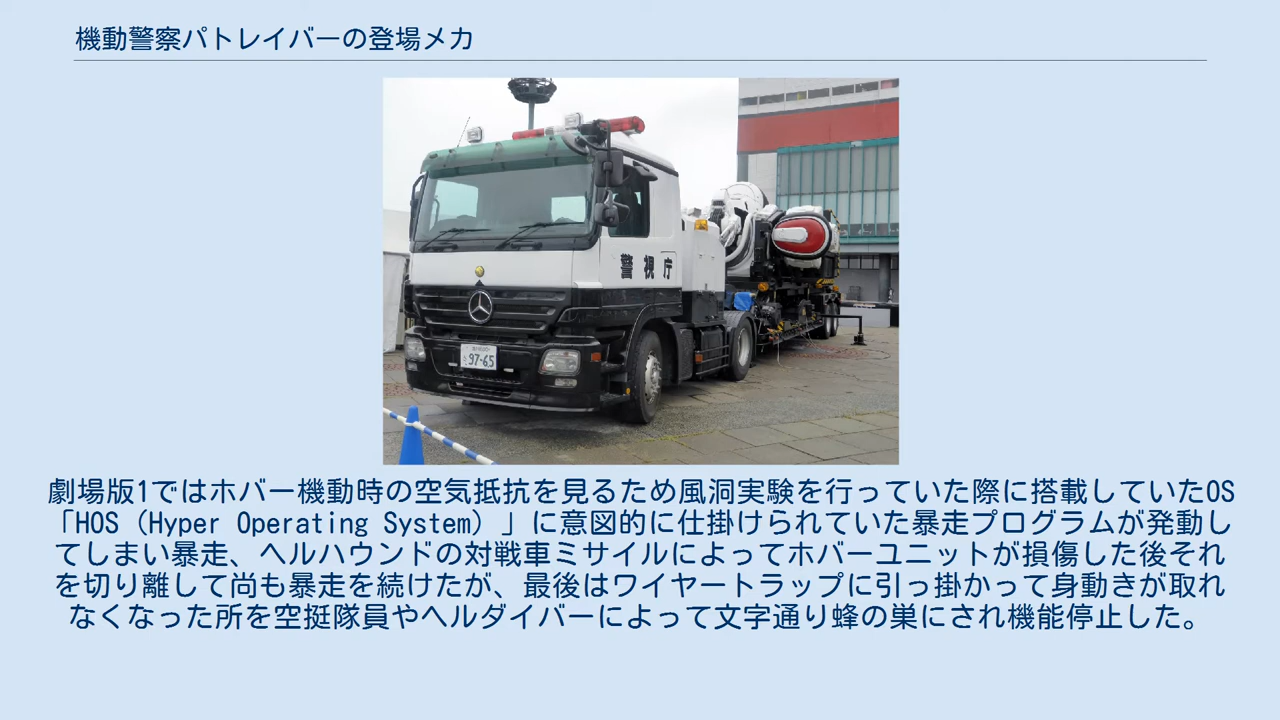 機動警察パトレイバーの登場メカ
警視庁
97-65
劇場版1ではホバー機動時の空気抵抗を見るため風洞実験を行っていた際に搭載していたOS
「HOS（Hyper Operating System）」に意図的に仕掛けられていた暴走プログラムが発動し
てしまい暴走、ヘルハウンドの対戦車ミサイルによってホバーユニットが損傷した後それ
を切り離して尚も暴走を続けたが、最後はワイヤートラップに引っ掛かって身動きが取れ
なくなった所を空挺隊員やヘルダイバーによって文字通り蜂の巣にされ機能停止した。